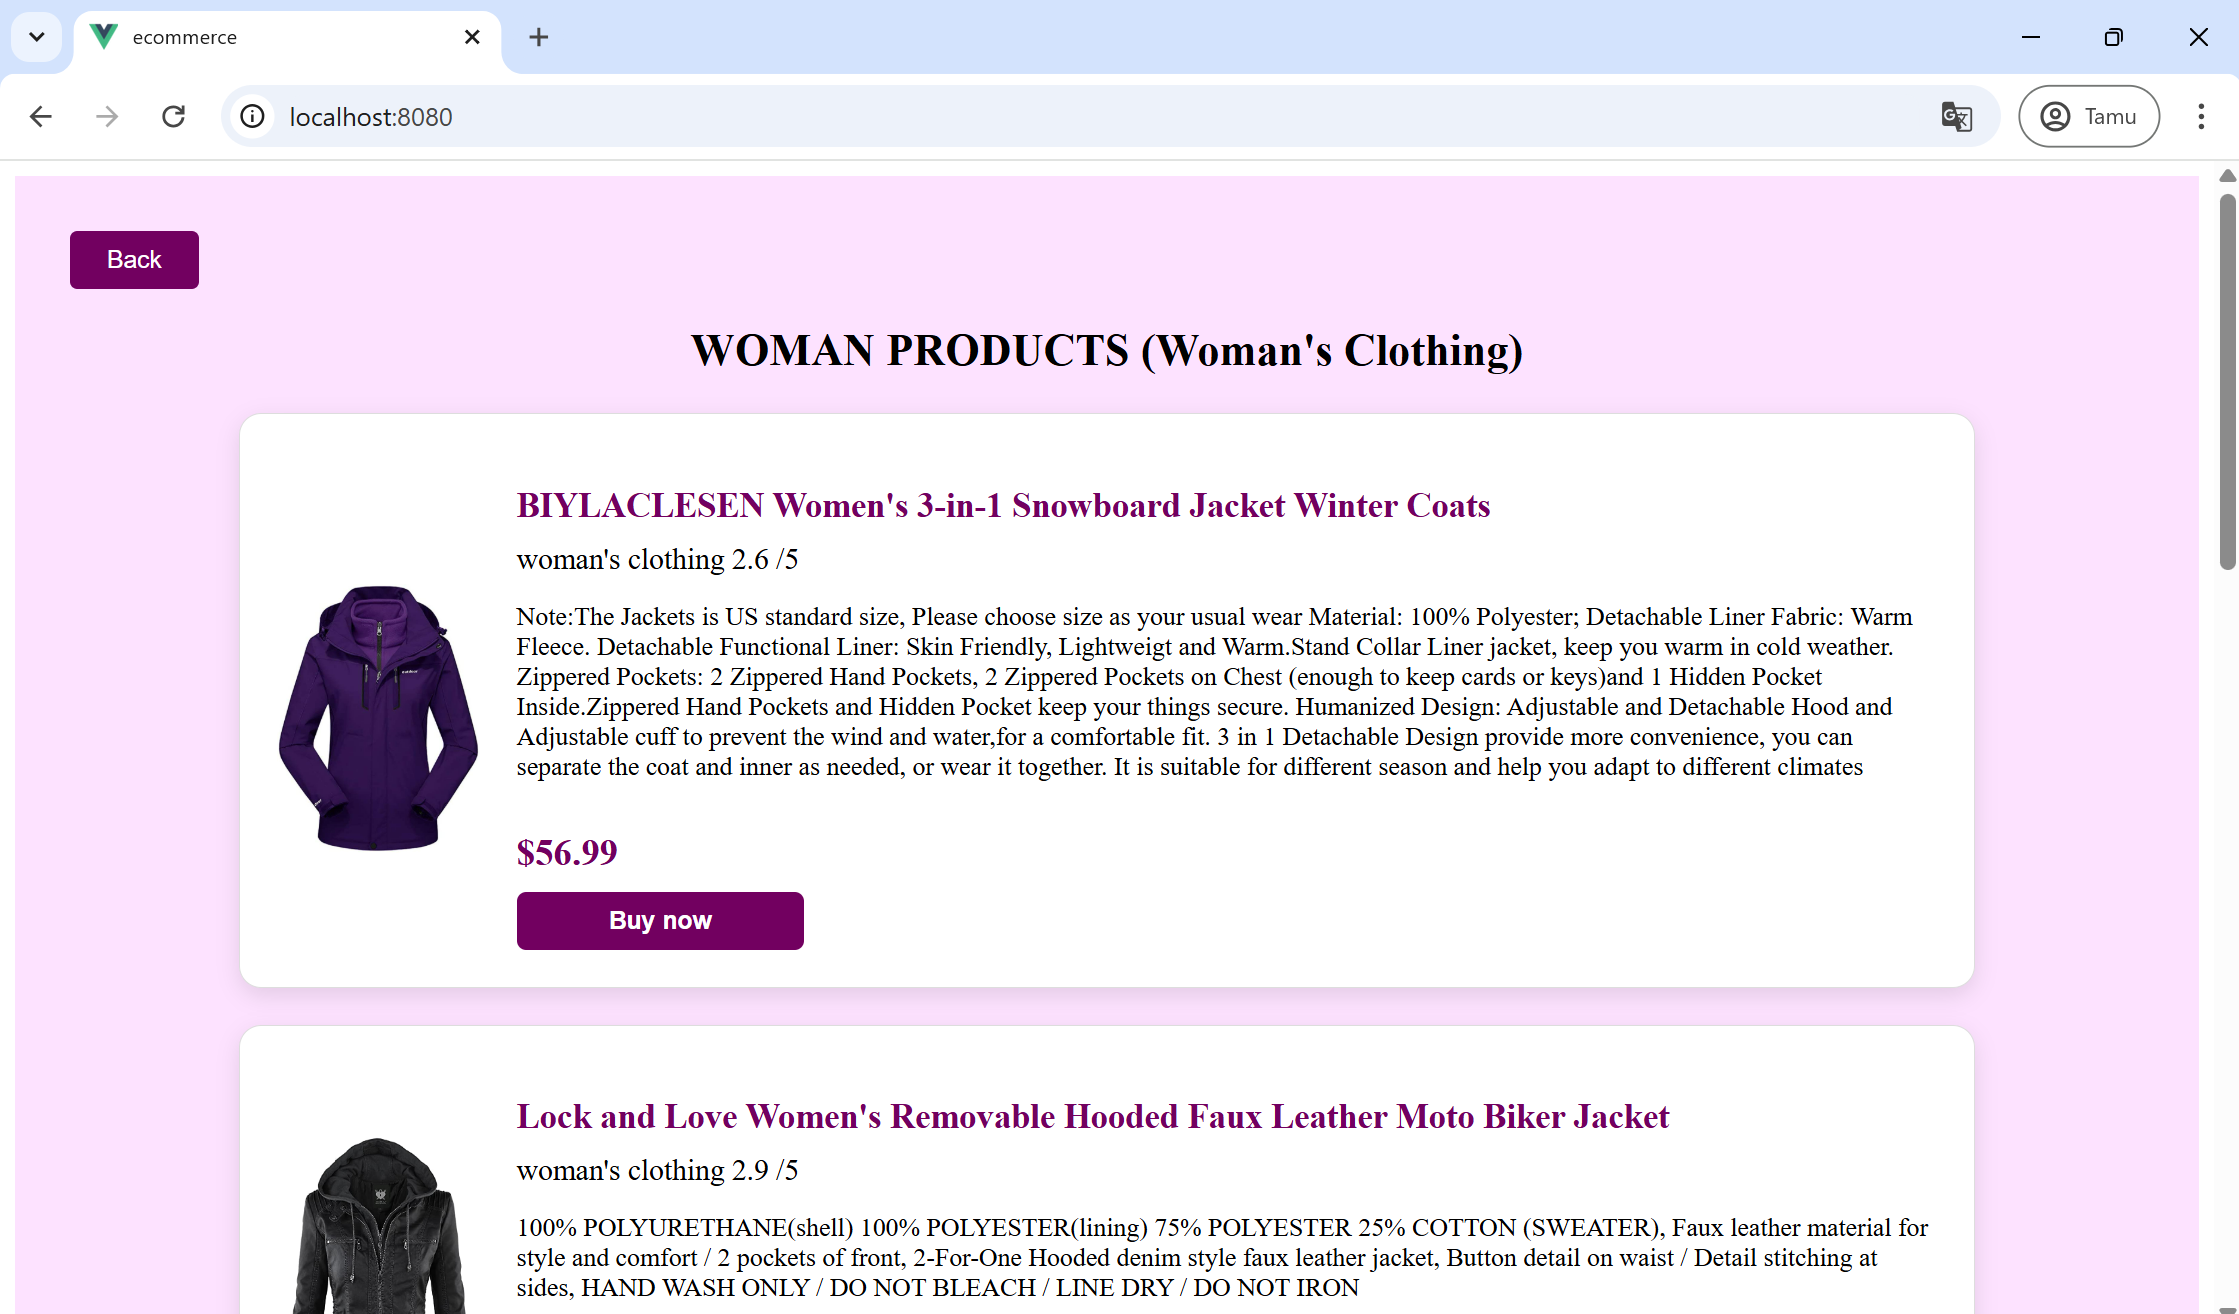 ecommerce
localhost:8080
Tamu
Back
WOMAN PRODUCTS (Woman's Clothing)
BIYLACLESEN Women's 3-in-1 Snowboard Jacket Winter Coats
woman's clothing 2.6 /5
Note:The Jackets is US standard size, Please choose size as your usual wear Material: 100% Polyester; Detachable Liner Fabric: Warm
Fleece. Detachable Functional Liner: Skin Friendly, Lightweigt and Warm.Stand Collar Liner jacket, keep you warm in cold weather.
Zippered Pockets: 2 Zippered Hand Pockets, 2 Zippered Pockets on Chest (enough to keep cards or keys)and 1 Hidden Pocket
Inside.Zippered Hand Pockets and Hidden Pocket keep your things secure. Humanized Design: Adjustable and Detachable Hood and
Adjustable cuff to prevent the wind and water,for a comfortable fit. 3 in 1 Detachable Design provide more convenience, you can
separate the coat and inner as needed, or wear it together. It is suitable for different season and help you adapt to different climates
$56.99
Buy now
Lock and Love Women's Removable Hooded Faux Leather Moto Biker Jacket
woman's clothing 2.9 /5
100% POLYURETHANE(shell) 100% POLYESTER(lining) 75% POLYESTER 25% COTTON (SWEATER), Faux leather material for
style and comfort / 2 pockets of front, 2-For-One Hooded denim style faux leather jacket, Button detail on waist / Detail stitching at
sides, HAND WASH ONLY / DO NOT BLEACH / LINE DRY / DO NOT IRON